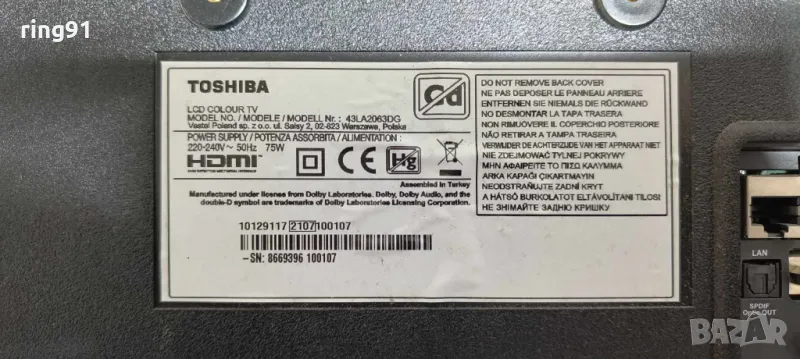 ring91
TOSHIBA
LCD COLOUR TV
MODEL NO. / MODELE / MODELL Nr. : 43LA2063DG
Vestel Poland sp. z o.o. ul. Salsy 2, 02-823 Warszawa, Polska
POWER SUPPLY / POTENZA ASSORBITA / ALIMENTATION :
220-240V~ 50Hz 75W
HDMI
CE
Hg
Cd
Assembled in Turkey
Manufactured under license from Dolby Laboratories. Dolby, Dolby Audio, and the
double-D symbol are trademarks of Dolby Laboratories Licensing Corporation.
10129117 2107 100107
-SN: 8669396 100107
DO NOT REMOVE BACK COVER
NE PAS DEPOSER LE PANNEAU ARRIERE
ENTFERNEN SIE NIEMALS DIE RÜCKWAND
NO DESMONTAR LA TAPA TRASERA
NON RIMUOVERE IL COPERCHIO POSTERIORE
NÃO RETIRAR A TAMPA TRASEIRA
VERWIJDER DE ACHTERZIJDE VAN HET APPARAAT NIET
NIE ZDEJMOWAĆ TYLNEJ POKRYWY
ΜΗΝ ΑΦΑΙΡΕΙΤΕ ΤΟ ΠΙΣΩ ΚΑΛΥΜΜΑ
ARKA KAPAĞI ÇIKARTMAYIN
NEODSTRAŇUJTE ZADNÍ KRYT
A HÁTSÓ BURKOLATOT ELTÁVOLÍTANI TILOS!
НЕ ЗНІМАЙТЕ ЗАДНЮ КРИШКУ
LAN
SPDIF
Optic OUT
BAZAR